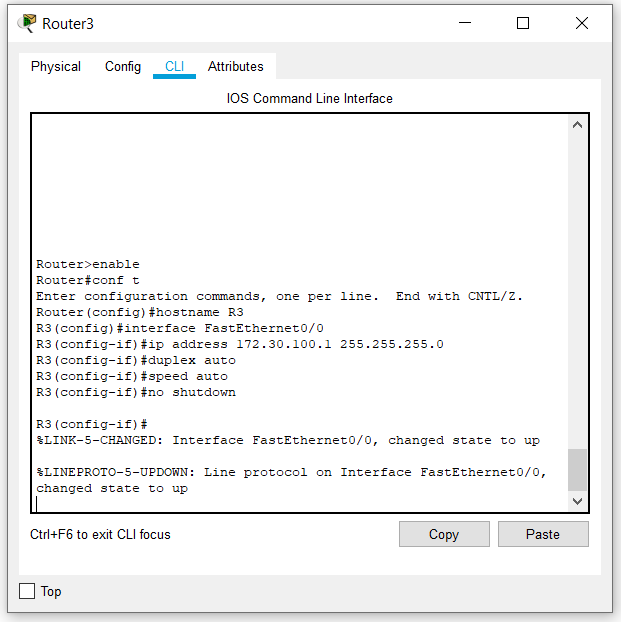 Router3
Physical Config CLI Attributes
IOS Command Line Interface
Router>enable
Router#conf t
Enter configuration commands, one per line.  End with CNTL/Z.
Router(config)#hostname R3
R3(config)#interface FastEthernet0/0
R3(config-if)#ip address 172.30.100.1 255.255.255.0
R3(config-if)#duplex auto
R3(config-if)#speed auto
R3(config-if)#no shutdown
R3(config-if)#
%LINK-5-CHANGED: Interface FastEthernet0/0, changed state to up
%LINEPROTO-5-UPDOWN: Line protocol on Interface FastEthernet0/0,
changed state to up
Ctrl+F6 to exit CLI focus
Copy Paste
Top